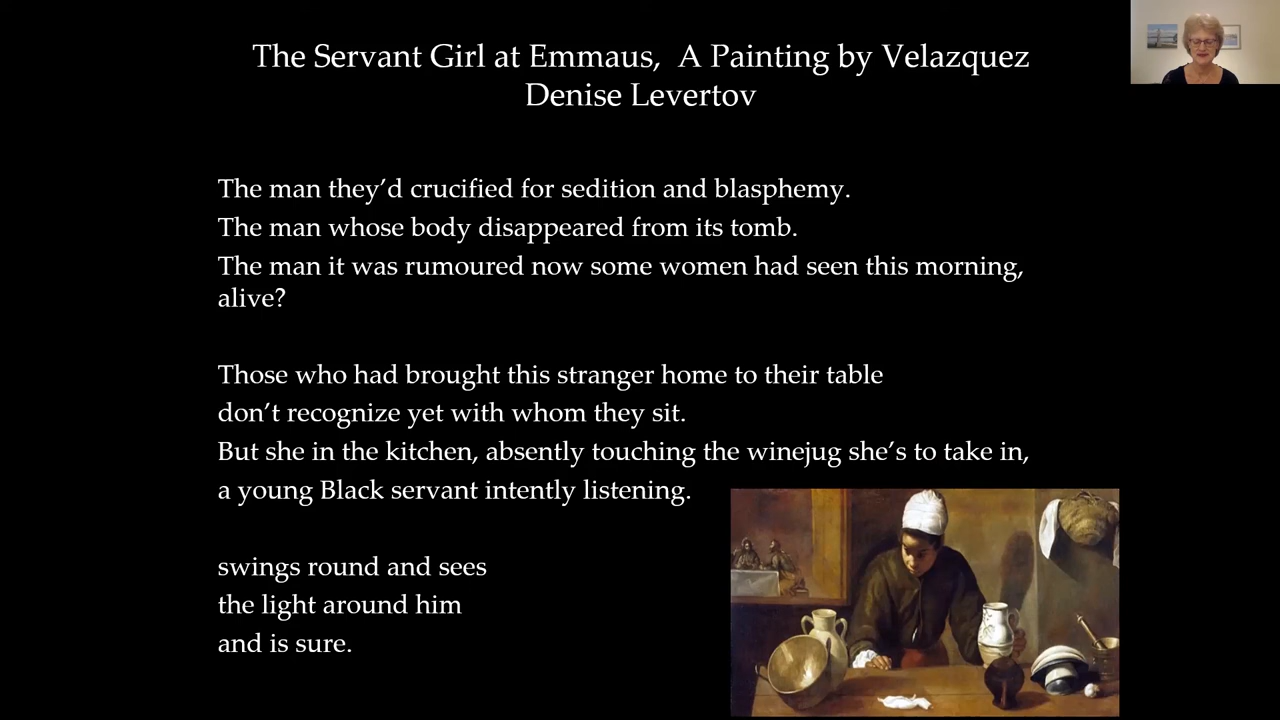 The Servant Girl at Emmaus,  A Painting by Velazquez
Denise Levertov
The man they’d crucified for sedition and blasphemy.
The man whose body disappeared from its tomb.
The man it was rumoured now some women had seen this morning,
alive?
Those who had brought this stranger home to their table
don’t recognize yet with whom they sit.
But she in the kitchen, absently touching the winejug she’s to take in,
a young Black servant intently listening.
swings round and sees
the light around him
and is sure.